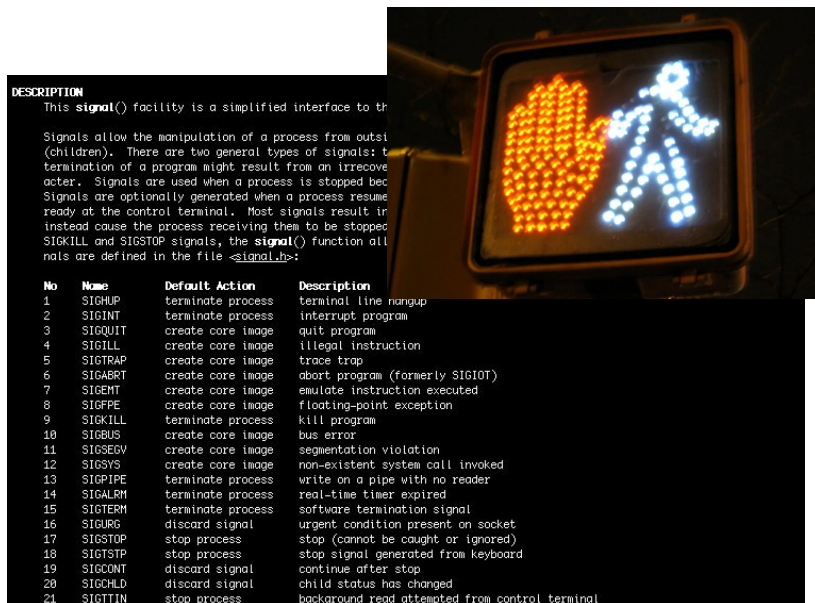 DESCRIPTION
This signal() facility is a simplified interface to th
Signals allow the manipulation of a process from outsi
(children). There are two general types of signals: t
termination of a program might result from an irrecove
acter. Signals are used when a process is stopped bec
Signals are optionally generated when a process resume
ready at the control terminal. Most signals result in
instead cause the process receiving them to be stopped
SIGKILL and SIGSTOP signals, the signal() function all
nals are defined in the file <signal.h>:
No Name Default Action Description
1 SIGHUP terminate process terminal line hangup
2 SIGINT terminate process interrupt program
3 SIGQUIT create core image quit program
4 SIGILL create core image illegal instruction
5 SIGTRAP create core image trace trap
6 SIGABRT create core image abort program (formerly SIGIOT)
7 SIGEMT create core image emulate instruction executed
8 SIGFPE create core image floating-point exception
9 SIGKILL terminate process kill program
10 SIGBUS create core image bus error
11 SIGSEGV create core image segmentation violation
12 SIGSYS create core image non-existent system call invoked
13 SIGPIPE terminate process write on a pipe with no reader
14 SIGALRM terminate process real-time timer expired
15 SIGTERM terminate process software termination signal
16 SIGURG discard signal urgent condition present on socket
17 SIGSTOP stop process stop (cannot be caught or ignored)
18 SIGTSTP stop process stop signal generated from keyboard
19 SIGCONT discard signal continue after stop
20 SIGCHLD discard signal child status has changed
21 SIGTTIN stop process background read attempted from control terminal